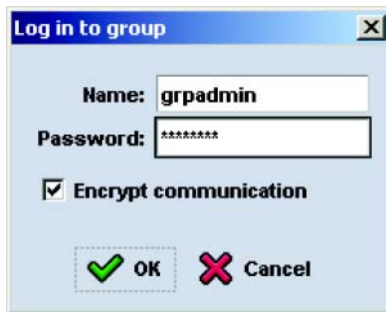 Log in to group
Name: grpadmin
Password: ********
Encrypt communication
OK Cancel